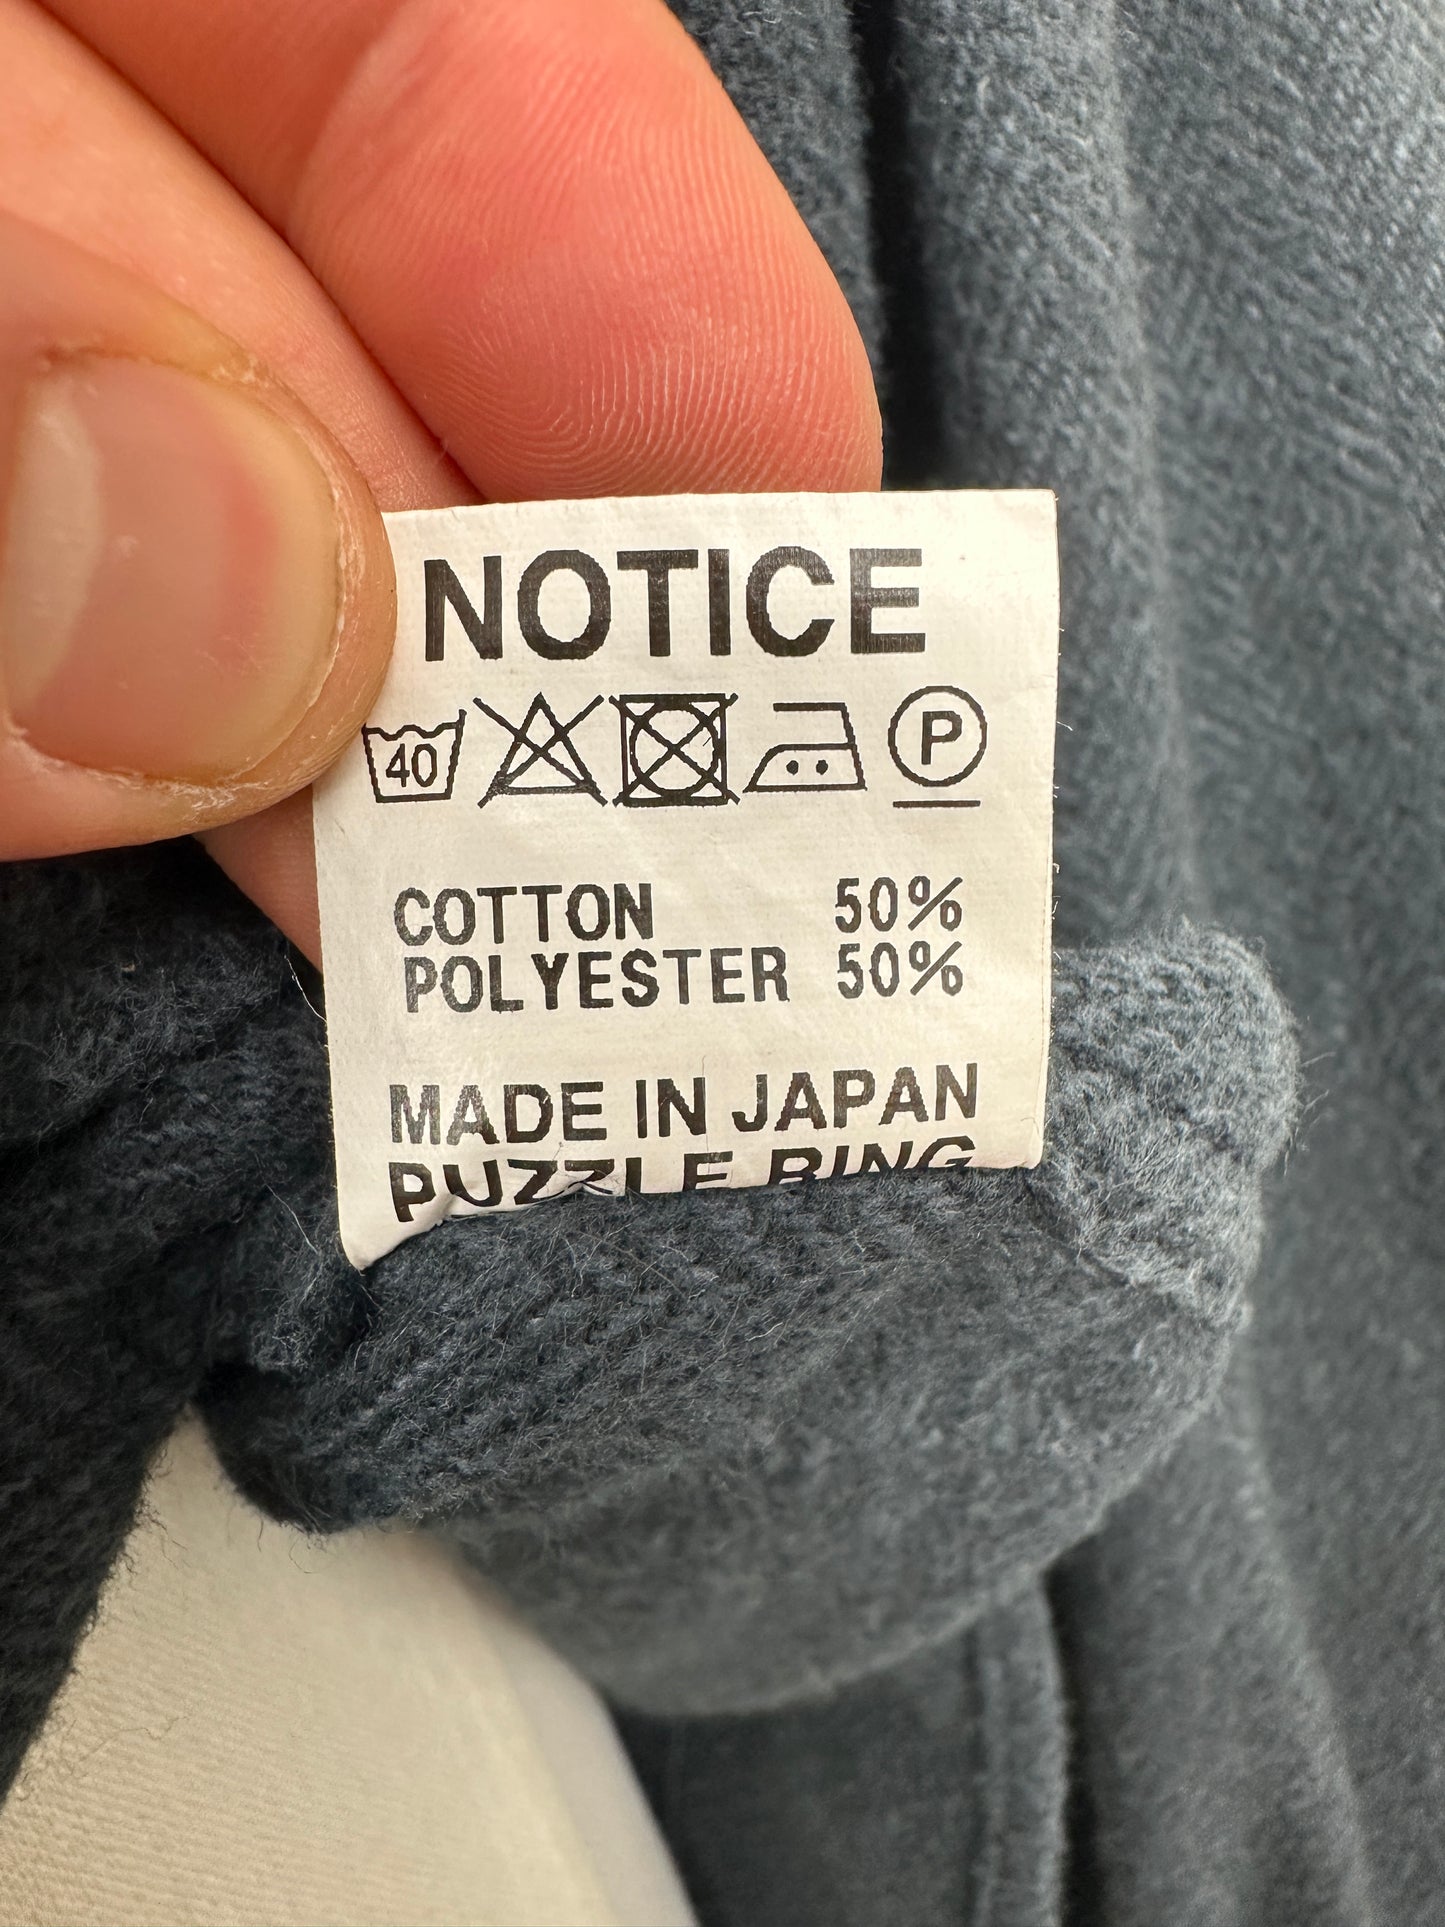 NOTICE
40
P
COTTON 50%
POLYESTER 50%
MADE IN JAPAN
PUZZLE RING